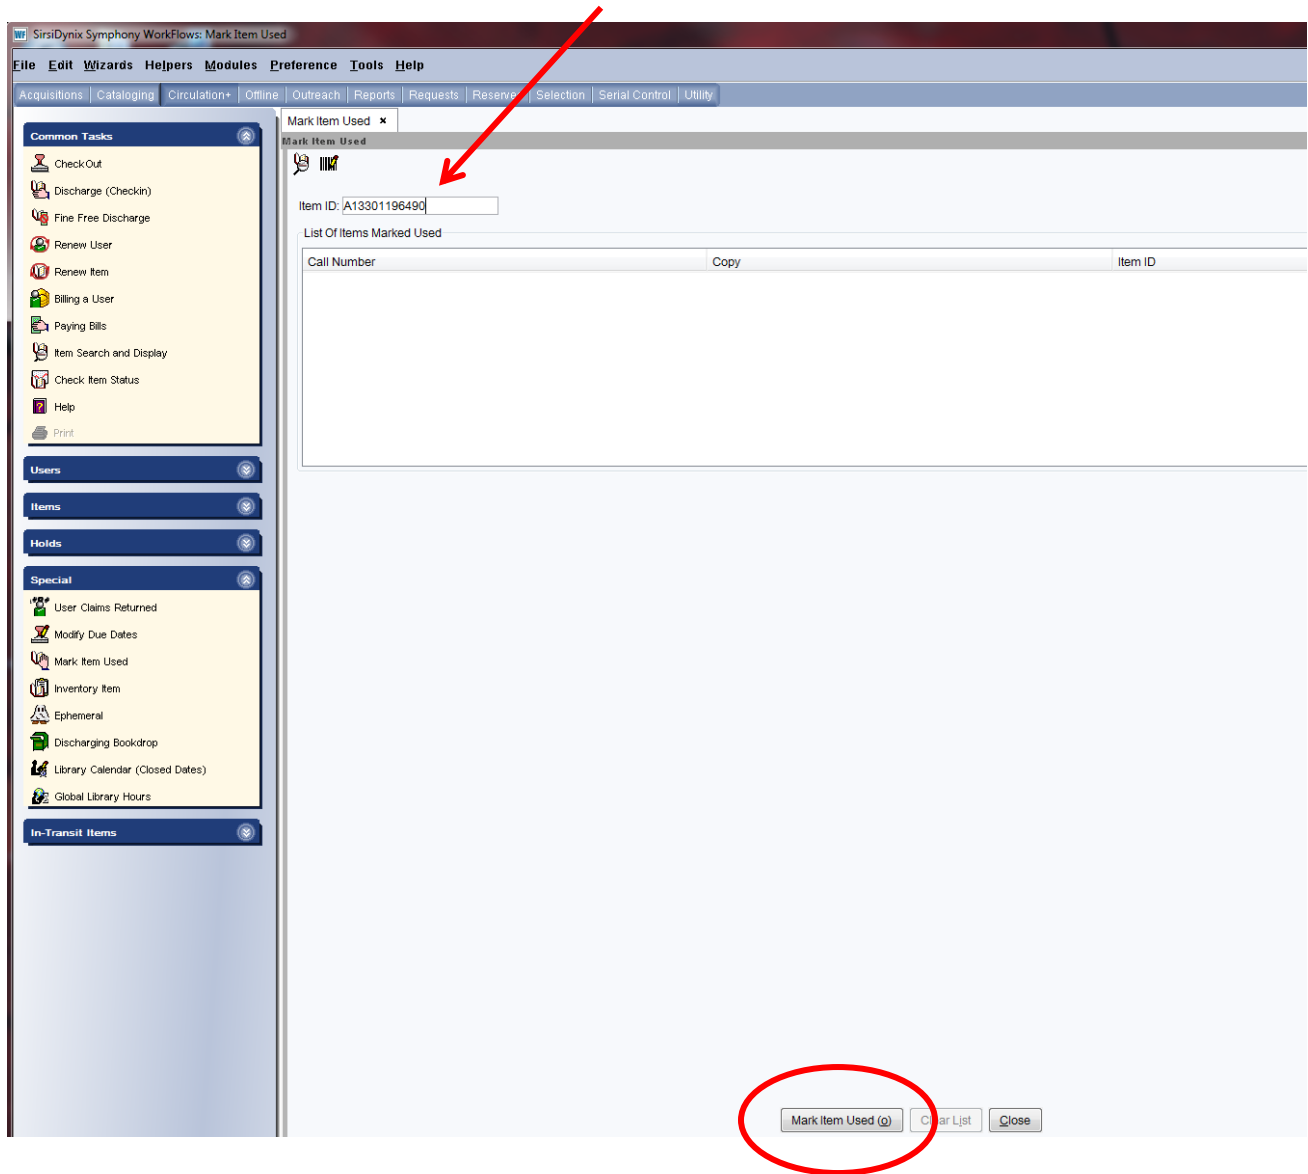 WF SirsiDynix Symphony WorkFlows: Mark Item Used
File Edit Wizards Helpers Modules Preference Tools Help
Acquisitions Cataloging Circulation+ Offline Outreach Reports Requests Reserve Selection Serial Control Utility
Mark Item Used ×
Mark Item Used
Common Tasks
CheckOut
Discharge (Checkin)
Fine Free Discharge
Renew User
Renew Item
Billing a User
Paying Bills
Item Search and Display
Check Item Status
Help
Print
Users
Items
Holds
Special
User Claims Returned
Modify Due Dates
Mark Item Used
Inventory Item
Ephemeral
Discharging Bookdrop
Library Calendar (Closed Dates)
Global Library Hours
In-Transit Items
Item ID: A13301196490
List Of Items Marked Used
Call Number Copy Item ID
Mark Item Used (o) Clear List Close